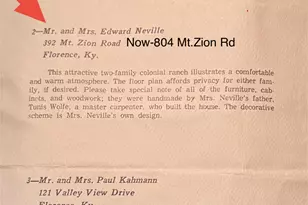 2—Mr. and Mrs. Edward Neville
392 Mt. Zion Road Now-804 Mt.Zion Rd
Florence, Ky.
This attractive two-family colonial ranch illustrates a comfortable
and warm atmosphere. The floor plan affords privacy for either fam-
ily, if desired. Please take special note of all of the furniture, cab-
inets, and woodwork; they were handmade by Mrs. Neville's father,
Tunis Wolfe, a master carpenter, who built the house. The decorative
scheme is Mrs. Neville's own design.
3—Mr. and Mrs. Paul Kahmann
121 Valley View Drive
Florence, Ky.